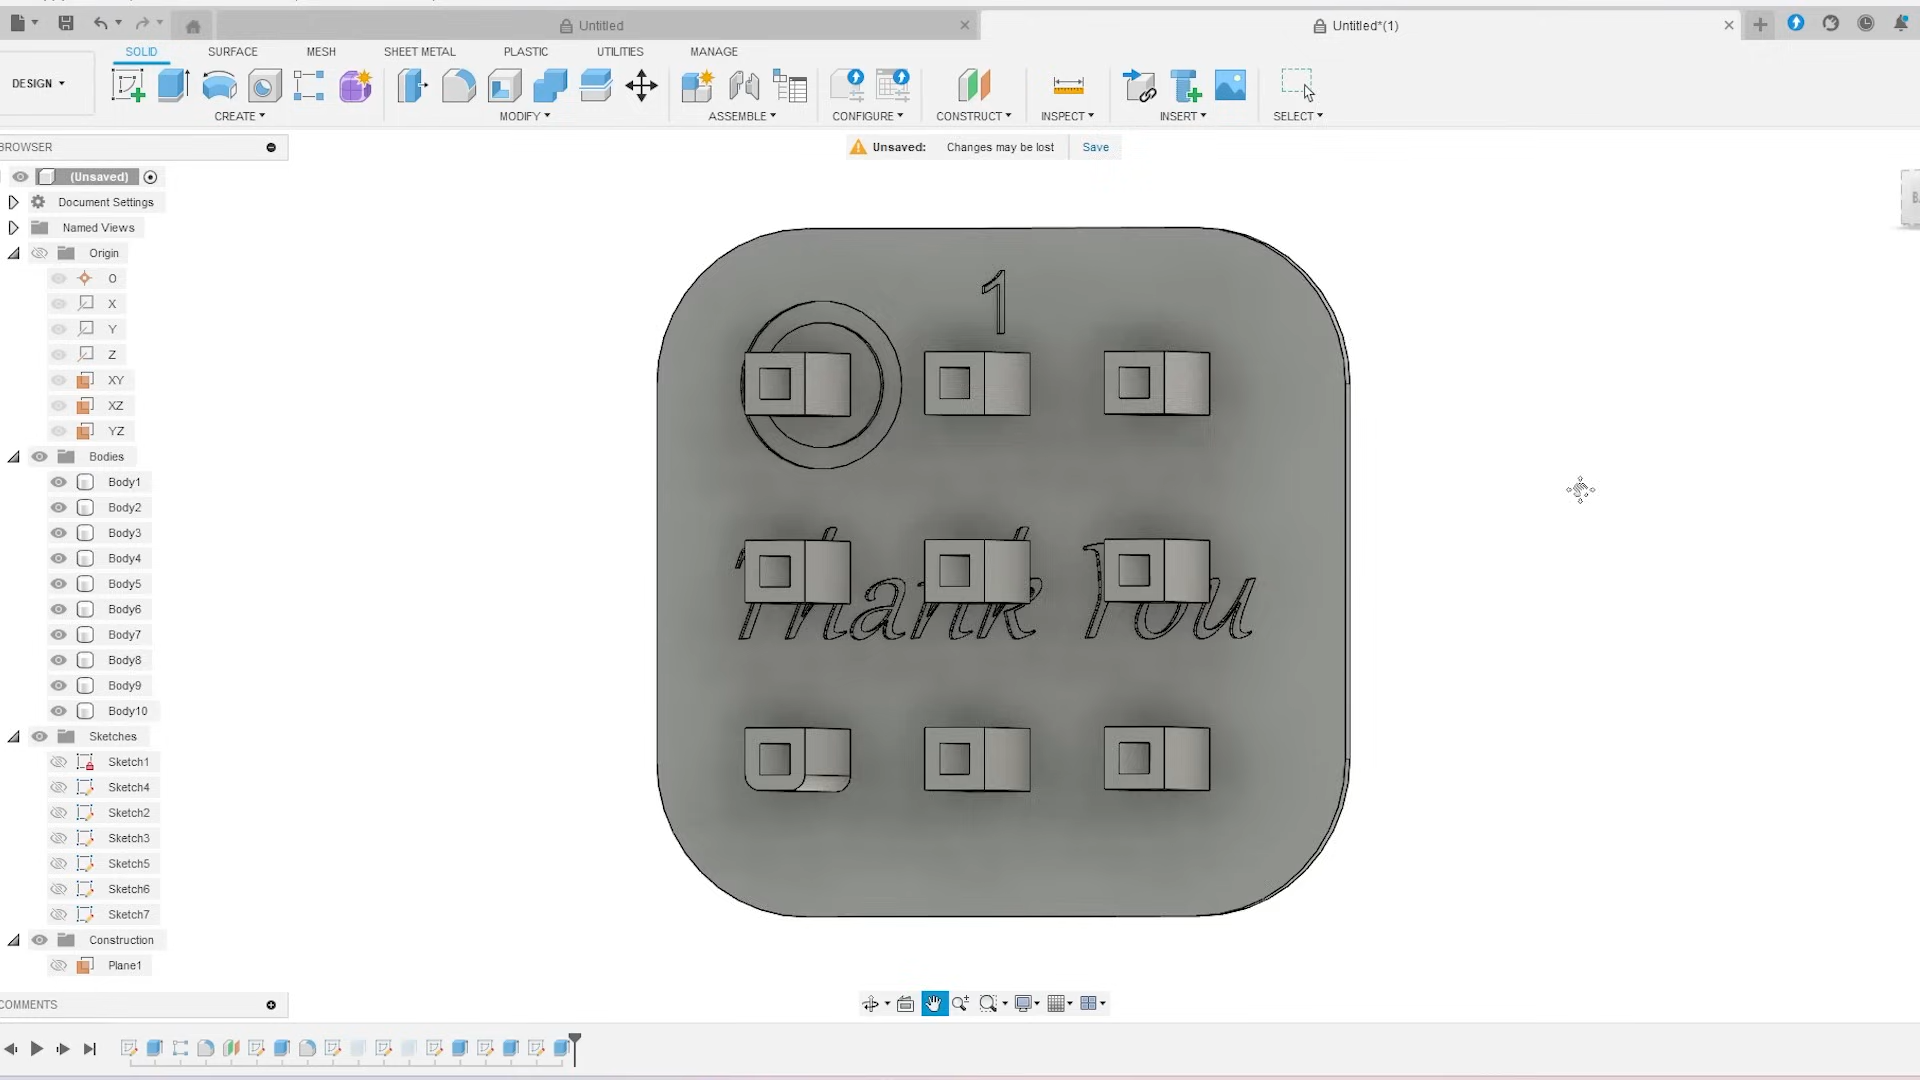 Untitled
Untitled*(1)
SOLID SURFACE MESH SHEET METAL PLASTIC UTILITIES MANAGE
DESIGN
CREATE MODIFY ASSEMBLE CONFIGURE CONSTRUCT INSPECT INSERT SELECT
BROWSER
Unsaved: Changes may be lost Save
(Unsaved)
Document Settings
Named Views
Origin
O
X
Y
Z
XY
XZ
YZ
Bodies
Body1
Body2
Body3
Body4
Body5
Body6
Body7
Body8
Body9
Body10
Sketches
Sketch1
Sketch4
Sketch2
Sketch3
Sketch5
Sketch6
Sketch7
Construction
Plane1
1
Thank You
COMMENTS